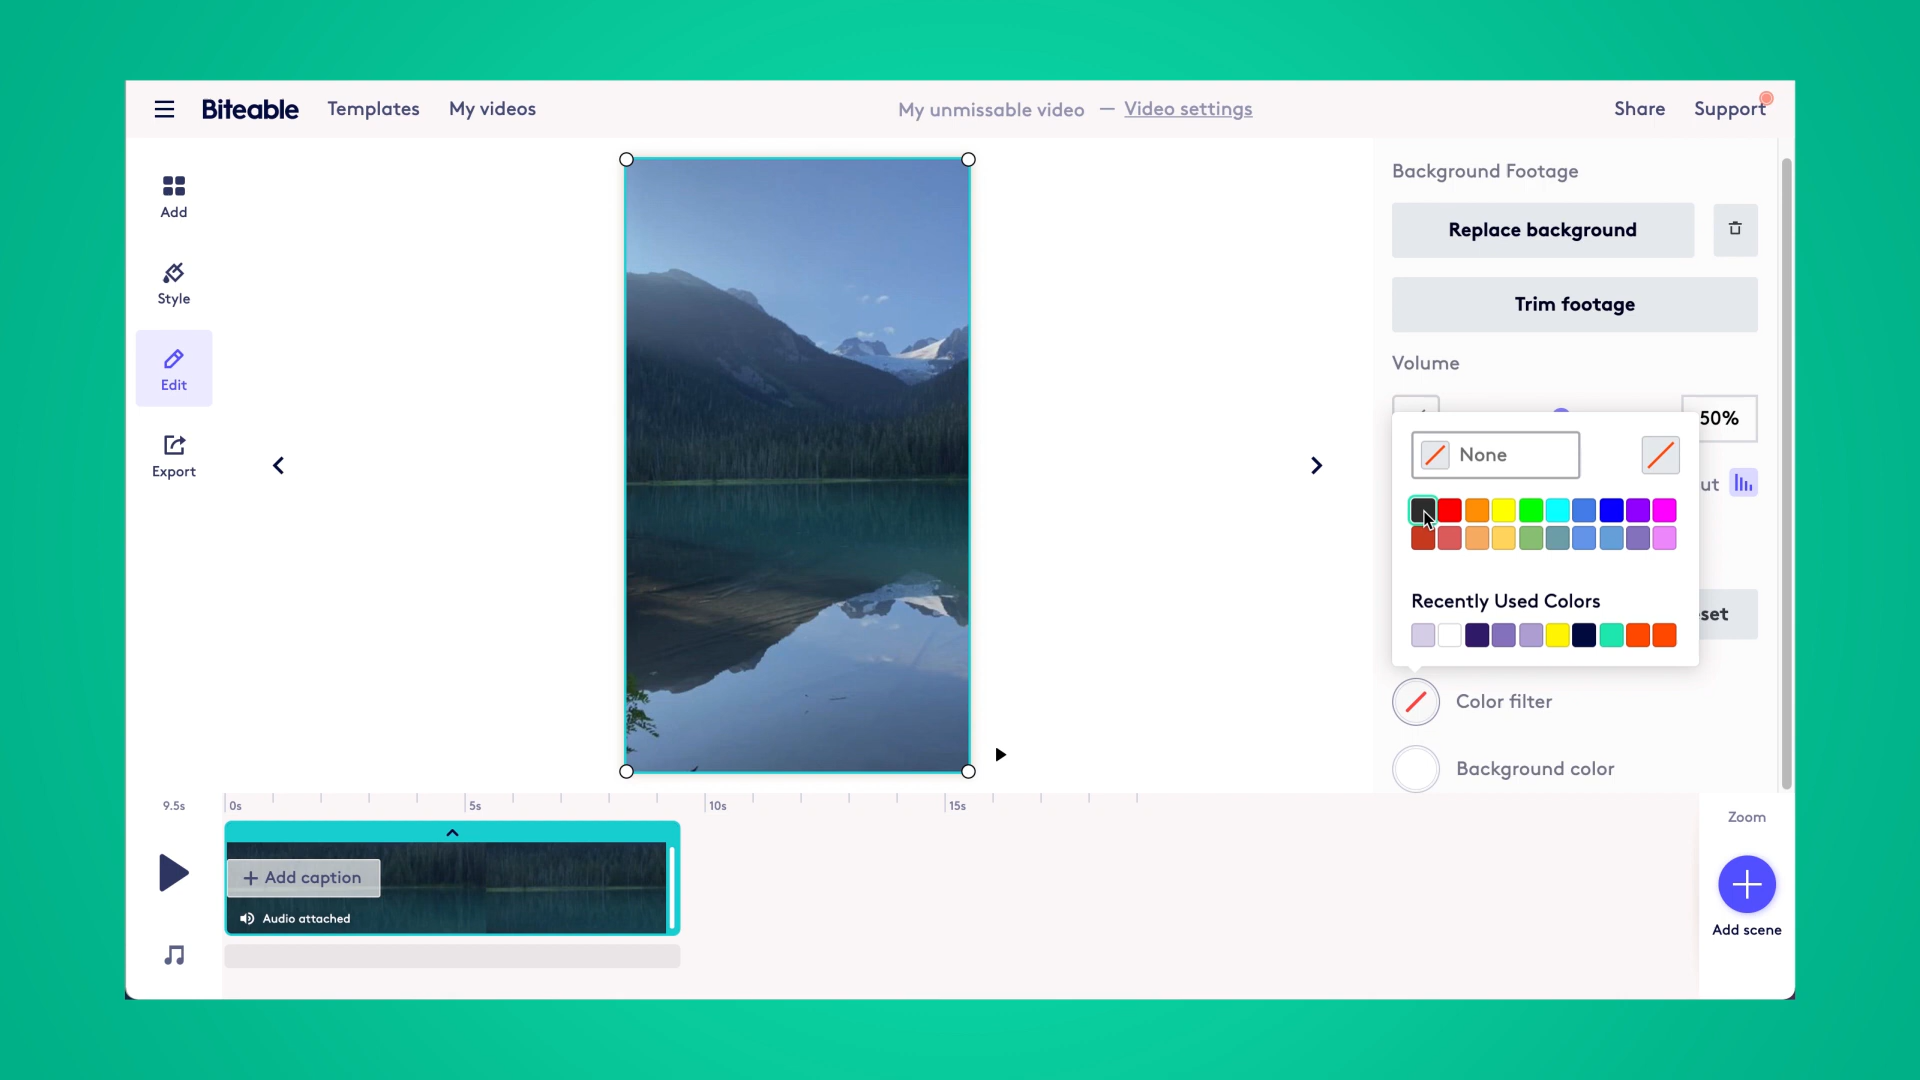 Biteable Templates My videos My unmissable video — Video settings Share Support
Add
Style
Edit
Export
Background Footage
Replace background
Trim footage
Volume
50%
None
ut
Recently Used Colors
set
Color filter
Background color
9.5s 0s 5s 10s 15s
+ Add caption
Audio attached
Zoom
Add scene